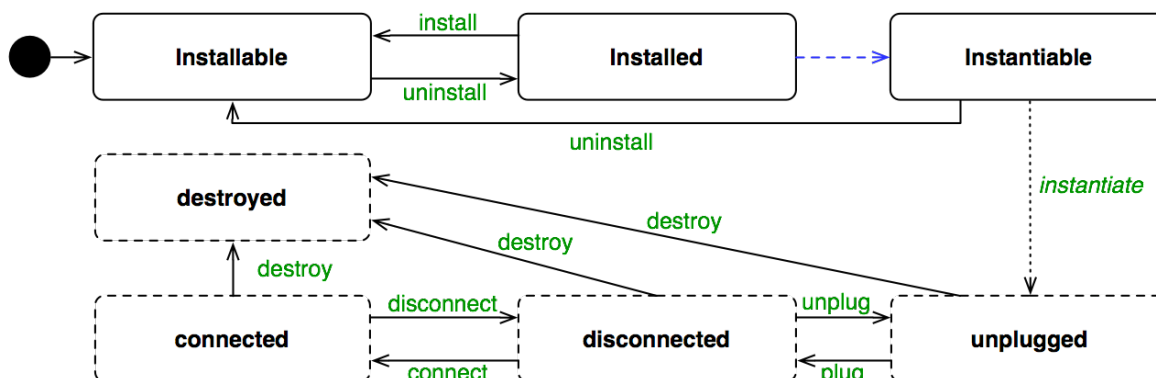 install
Installable
Installed
Instantiable
uninstall
uninstall
destroyed
instantiate
destroy
destroy
destroy
disconnect
unplug
connected
disconnected
unplugged
connect
plug